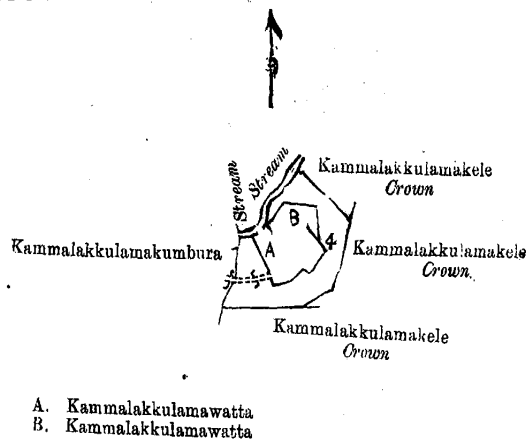 Stream
Stream
Kammalakkulamakele
Crown
Kammalakkulamakumbura
A
B
4
Kammalakkulamakele
Crown.
Kammalakkulamakele
Crown
A. Kammalakkulamawatta
B. Kammalakkulamawatta